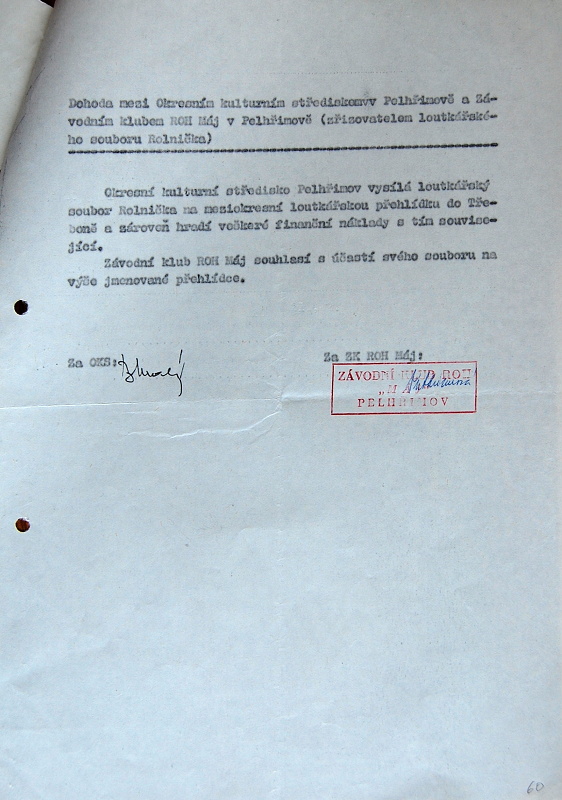 Dohoda mezi Okresním kulturním střediskemvv Pelhřimově a Zá-
vodním klubem ROH Máj v Pelhřimově (zřizovatelem loutkářské-
ho souboru Rolnička)
Okresní kulturní středisko Pelhřimov vysílá loutkářský
soubor Rolnička na meziokresní loutkářskou přehlídku do Tře-
boně a zároveň hradí veškeré finanční náklady s tím souvise-
jící.
Závodní klub ROH Máj souhlasí s účastí svého souboru na
výše jmenované přehlídce.
Za OKS:
Za ZK ROH Máj:
ZÁVODNÍ KLUB ROH
PELHŘIMOV
60